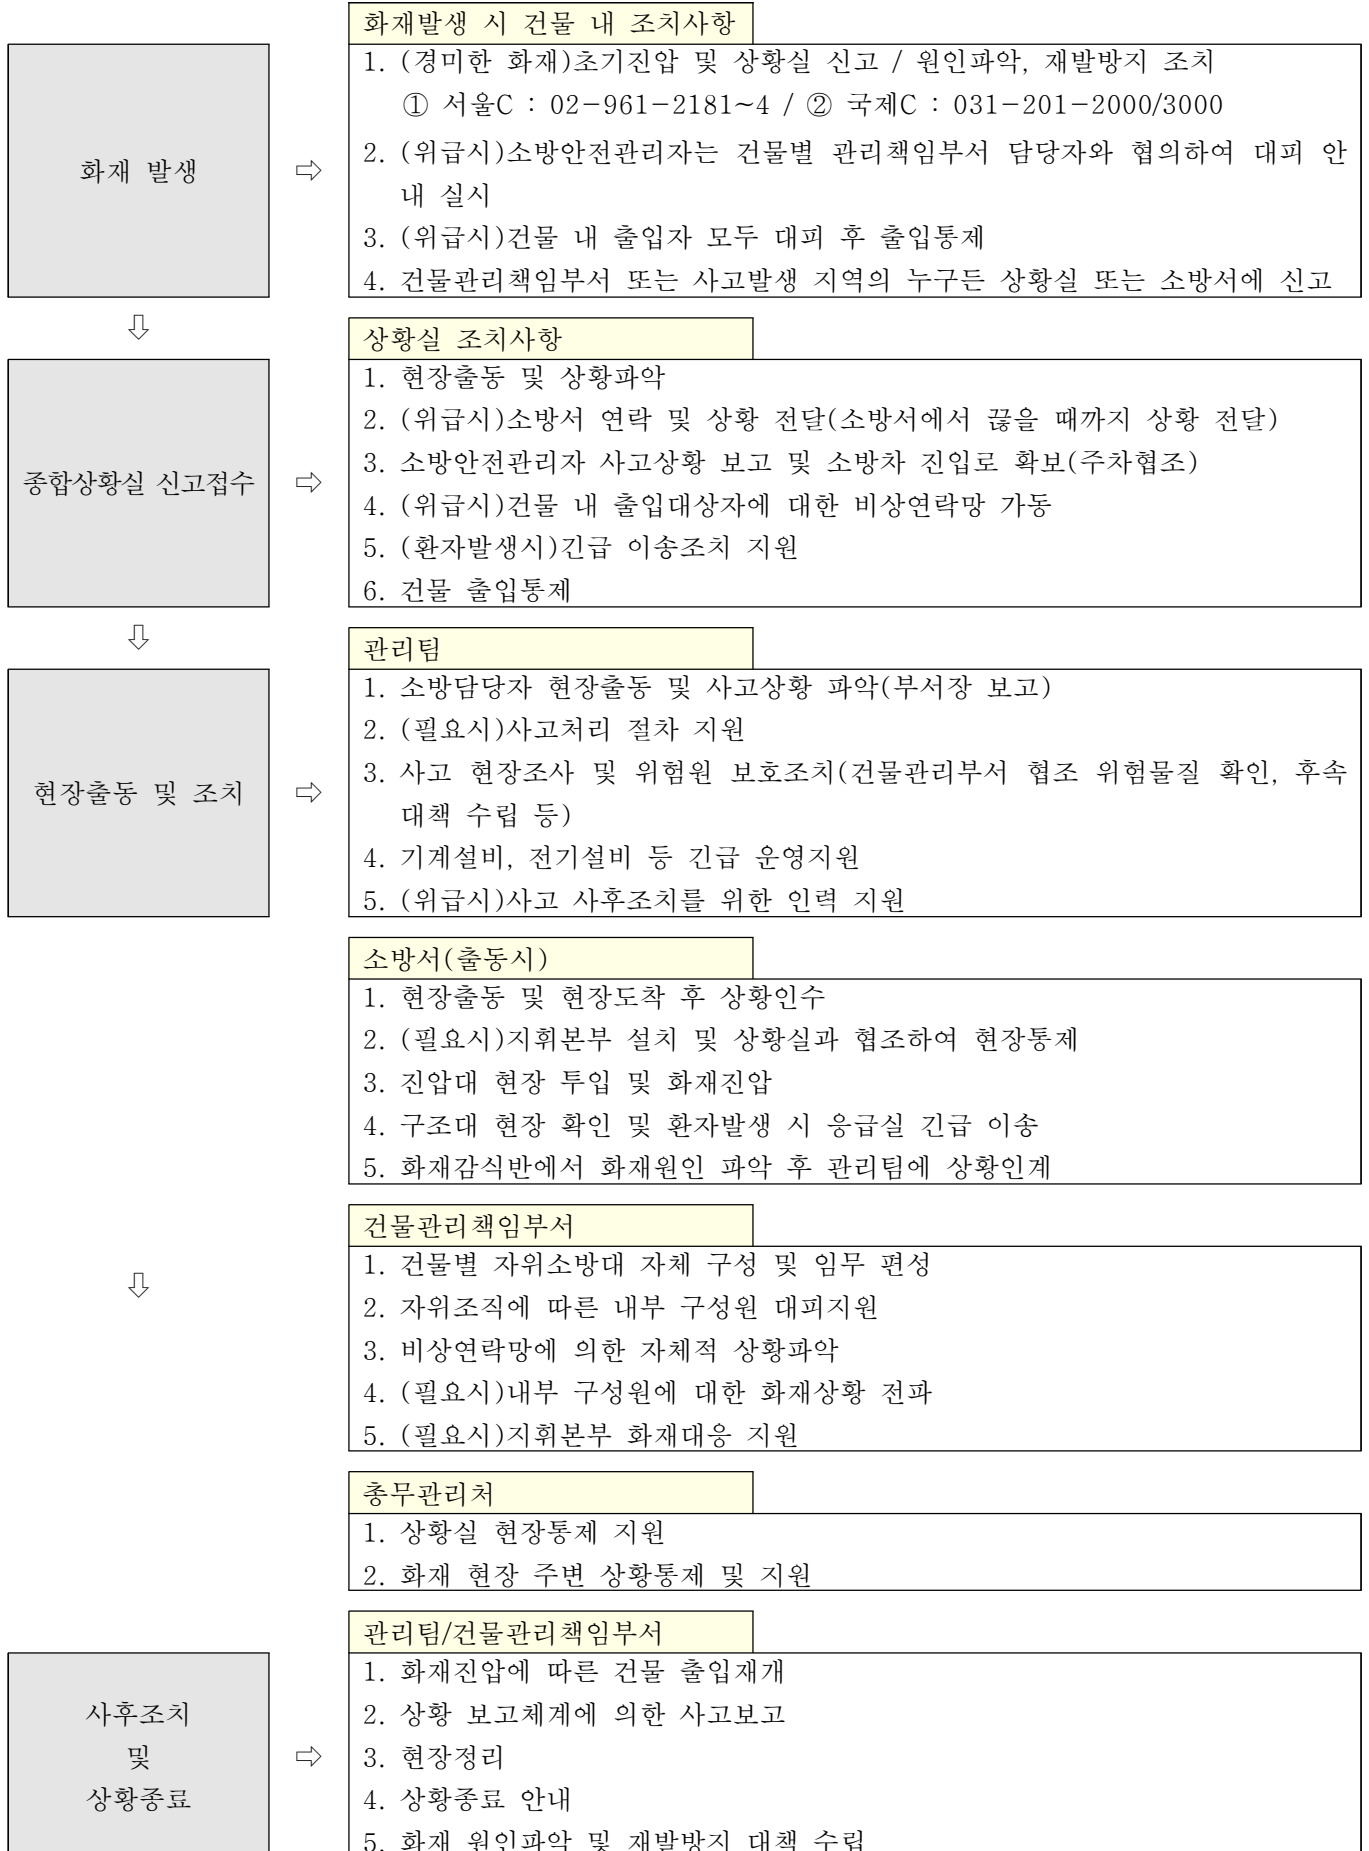 화재발생 시 건물 내 조치사항
화재 발생
⇨
1. (경미한 화재)초기진압 및 상황실 신고 / 원인파악, 재발방지 조치
① 서울C : 02-961-2181~4 / ② 국제C : 031-201-2000/3000
2. (위급시)소방안전관리자는 건물별 관리책임부서 담당자와 협의하여 대피 안
내 실시
3. (위급시)건물 내 출입자 모두 대피 후 출입통제
4. 건물관리책임부서 또는 사고발생 지역의 누구든 상황실 또는 소방서에 신고
⇩
상황실 조치사항
종합상황실 신고접수
⇨
1. 현장출동 및 상황파악
2. (위급시)소방서 연락 및 상황 전달(소방서에서 끊을 때까지 상황 전달)
3. 소방안전관리자 사고상황 보고 및 소방차 진입로 확보(주차협조)
4. (위급시)건물 내 출입대상자에 대한 비상연락망 가동
5. (환자발생시)긴급 이송조치 지원
6. 건물 출입통제
⇩
관리팀
현장출동 및 조치
⇨
1. 소방담당자 현장출동 및 사고상황 파악(부서장 보고)
2. (필요시)사고처리 절차 지원
3. 사고 현장조사 및 위험원 보호조치(건물관리부서 협조 위험물질 확인, 후속
대책 수립 등)
4. 기계설비, 전기설비 등 긴급 운영지원
5. (위급시)사고 사후조치를 위한 인력 지원
소방서(출동시)
1. 현장출동 및 현장도착 후 상황인수
2. (필요시)지휘본부 설치 및 상황실과 협조하여 현장통제
3. 진압대 현장 투입 및 화재진압
4. 구조대 현장 확인 및 환자발생 시 응급실 긴급 이송
5. 화재감식반에서 화재원인 파악 후 관리팀에 상황인계
건물관리책임부서
⇩
1. 건물별 자위소방대 자체 구성 및 임무 편성
2. 자위조직에 따른 내부 구성원 대피지원
3. 비상연락망에 의한 자체적 상황파악
4. (필요시)내부 구성원에 대한 화재상황 전파
5. (필요시)지휘본부 화재대응 지원
총무관리처
1. 상황실 현장통제 지원
2. 화재 현장 주변 상황통제 및 지원
관리팀/건물관리책임부서
사후조치
및
상황종료
⇨
1. 화재진압에 따른 건물 출입재개
2. 상황 보고체계에 의한 사고보고
3. 현장정리
4. 상황종료 안내
5. 화재 원인파악 및 재발방지 대책 수립